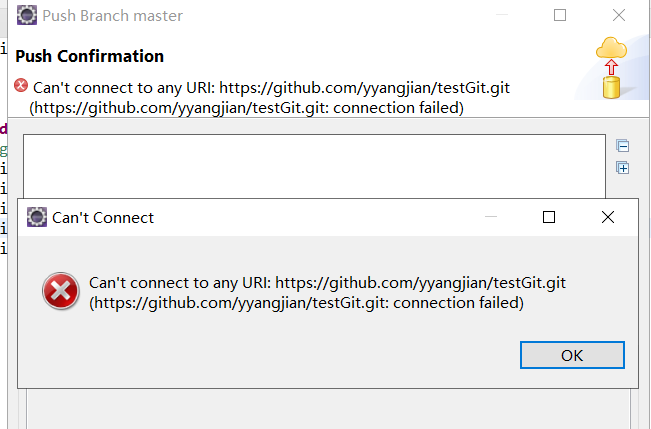 Push Branch master
Push Confirmation
Can't connect to any URI: https://github.com/yyangjian/testGit.git
(https://github.com/yyangjian/testGit.git: connection failed)
Can't Connect
Can't connect to any URI: https://github.com/yyangjian/testGit.git
(https://github.com/yyangjian/testGit.git: connection failed)
OK